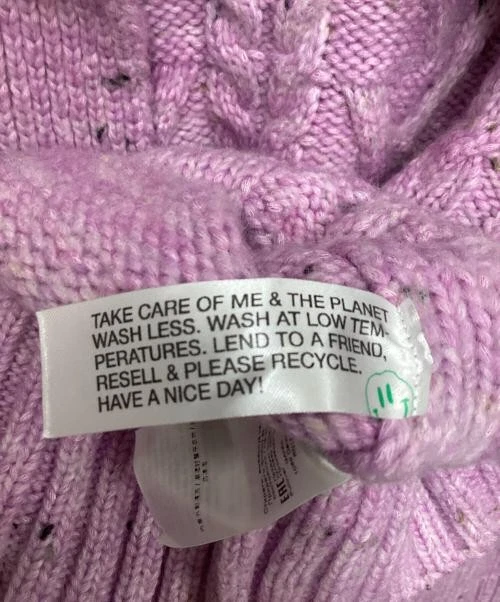 TAKE CARE OF ME & THE PLANET
WASH LESS. WASH AT LOW TEM-
PERATURES. LEND TO A FRIEND,
RESELL & PLEASE RECYCLE.
HAVE A NICE DAY!
EAC